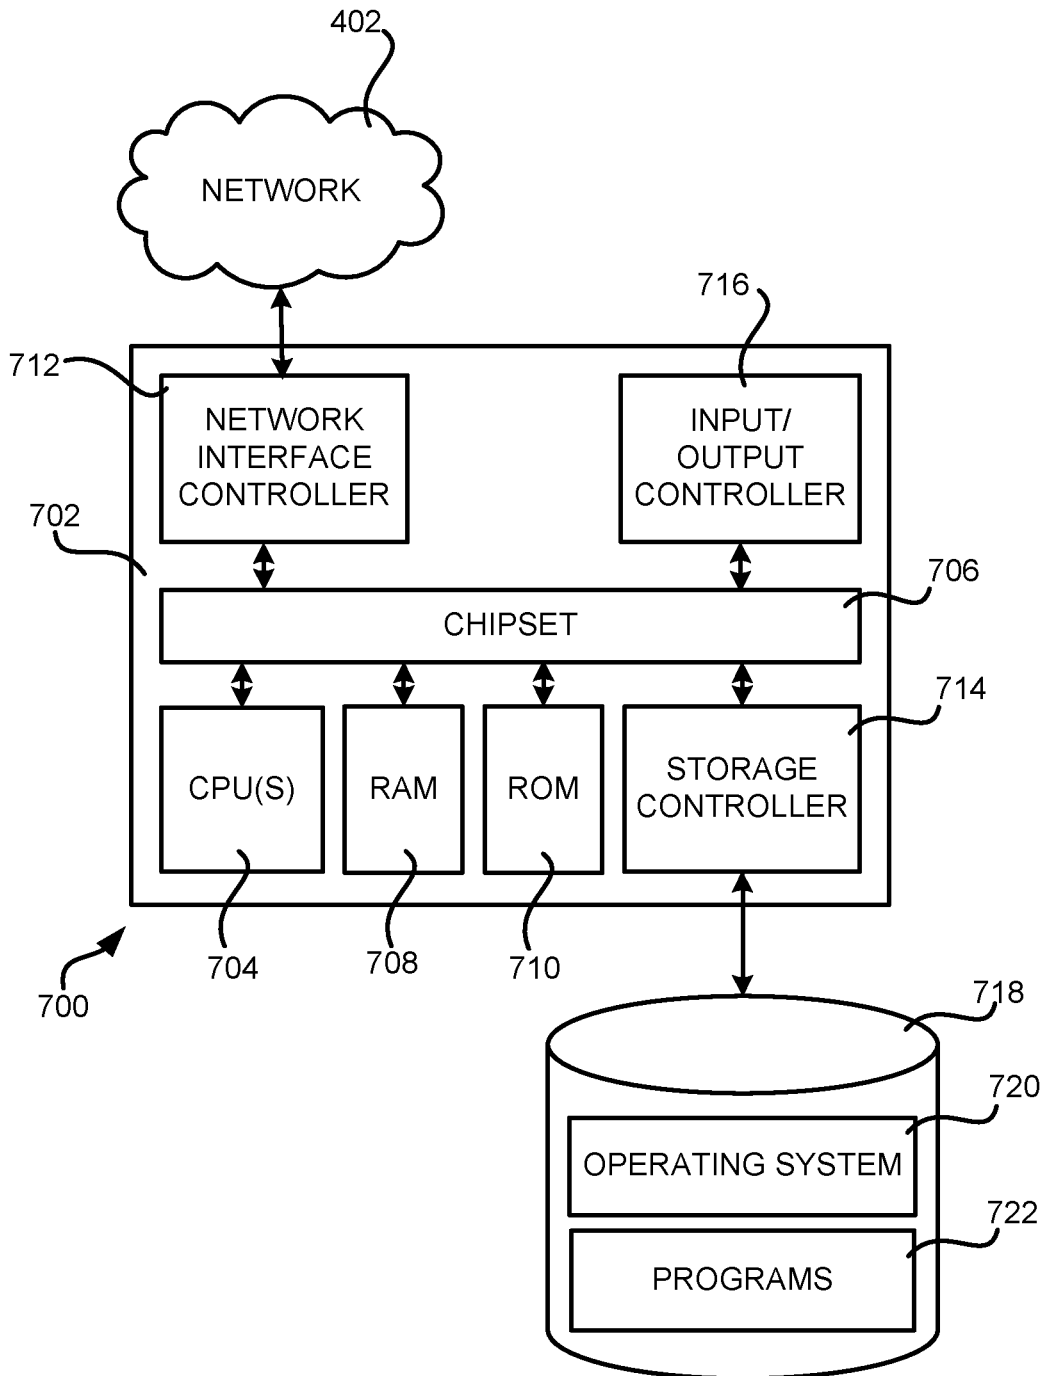 402
NETWORK
716
712
NETWORK
INTERFACE
CONTROLLER
INPUT/
OUTPUT
CONTROLLER
702
706
CHIPSET
714
CPU(S)
RAM
ROM
STORAGE
CONTROLLER
704
708
710
700
718
720
OPERATING SYSTEM
722
PROGRAMS